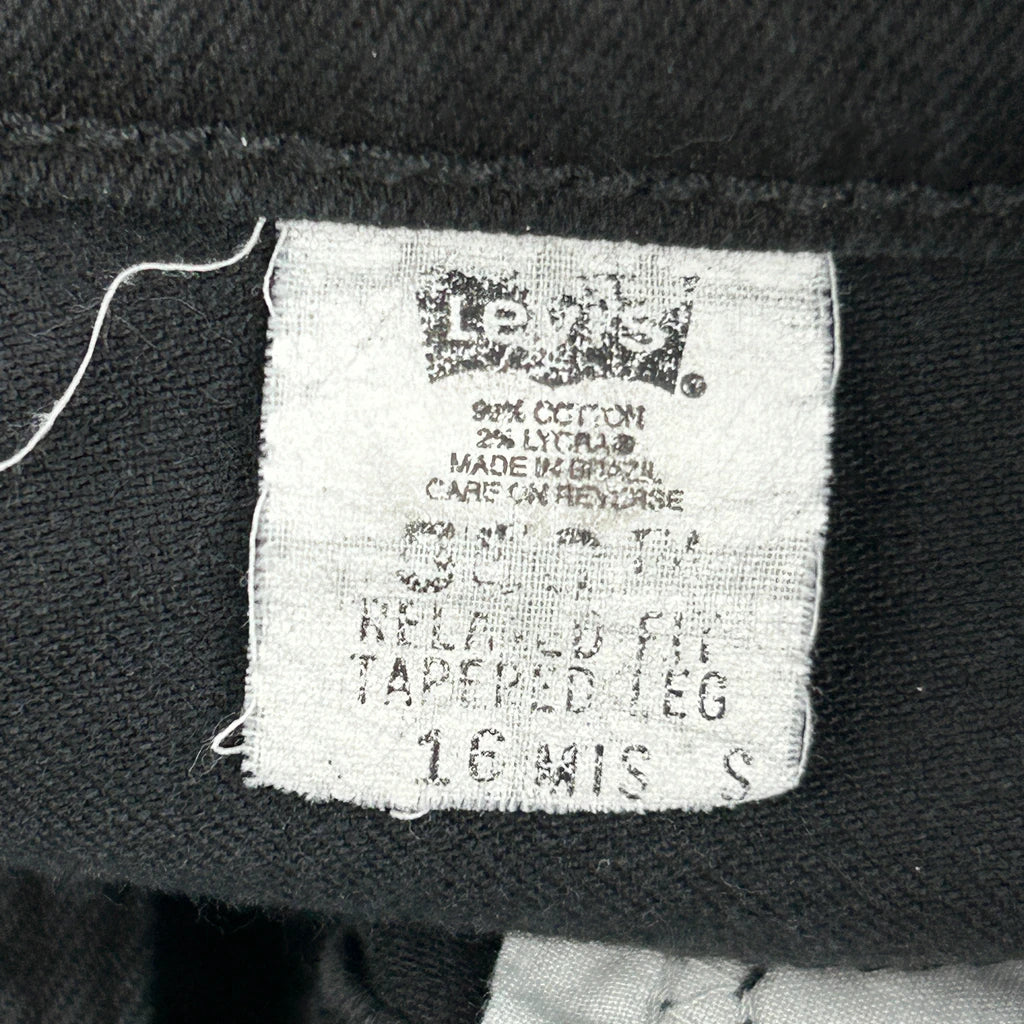 Levi's ®
98% COTTON
2% LYCRA®
MADE IN BRAZIL
CARE ON REVERSE
RELAXED FIT
TAPERED LEG
16 MIS S